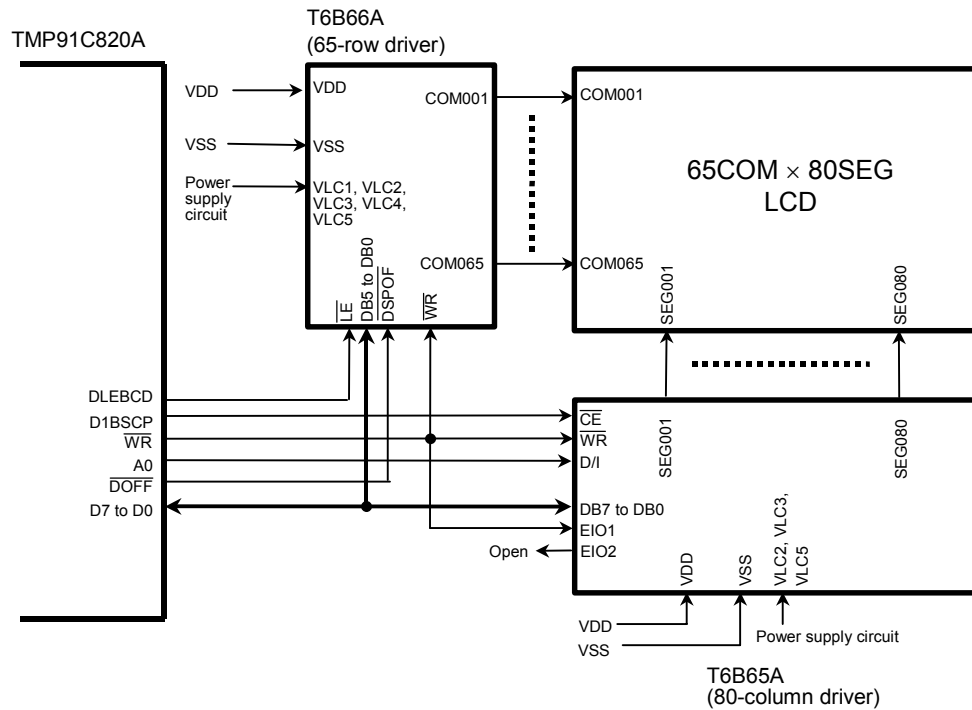 T6B66A
(65-row driver)
TMP91C820A
VDD
VDD
VSS
VSS
Power
supply
circuit
VLC1, VLC2,
VLC3, VLC4,
VLC5
COM001
COM065
LE
DB5 to DB0
DSPOF
WR
COM001
COM065
65COM × 80SEG
LCD
SEG001
SEG080
DLEBCD
D1BSCP
WR
A0
DOFF
D7 to D0
CE
WR
D/I
DB7 to DB0
EIO1
EIO2
Open
SEG001
SEG080
VDD
VSS
VLC2, VLC3,
VLC5
VDD
VSS
Power supply circuit
T6B65A
(80-column driver)